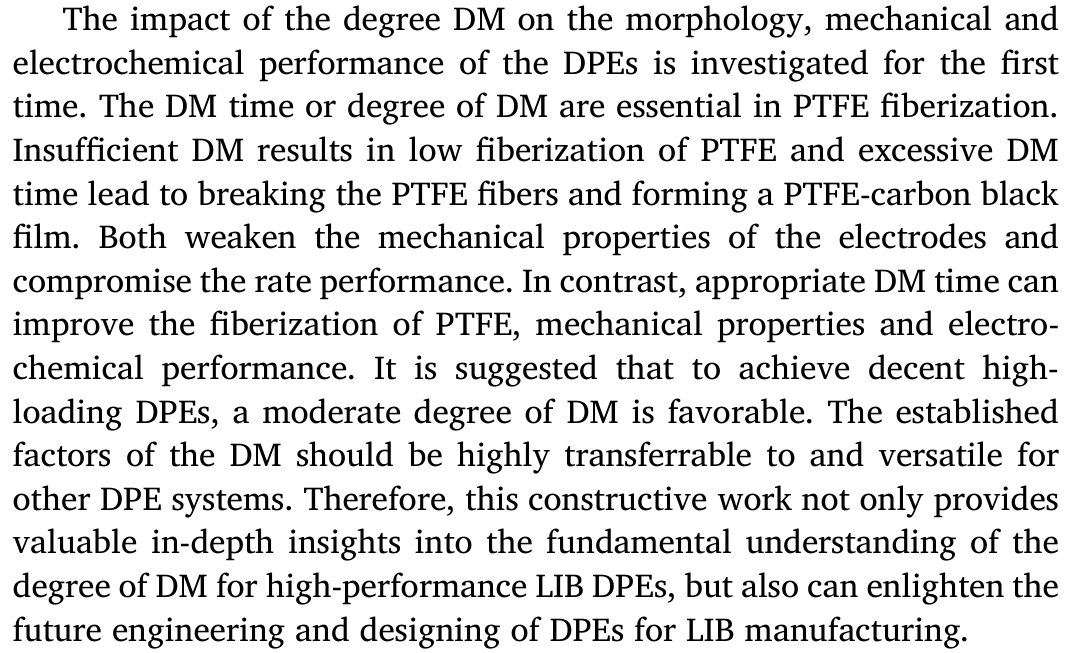 The impact of the degree DM on the morphology, mechanical and
electrochemical performance of the DPEs is investigated for the first
time. The DM time or degree of DM are essential in PTFE fiberization.
Insufficient DM results in low fiberization of PTFE and excessive DM
time lead to breaking the PTFE fibers and forming a PTFE-carbon black
film. Both weaken the mechanical properties of the electrodes and
compromise the rate performance. In contrast, appropriate DM time can
improve the fiberization of PTFE, mechanical properties and electro-
chemical performance. It is suggested that to achieve decent high-
loading DPEs, a moderate degree of DM is favorable. The established
factors of the DM should be highly transferrable to and versatile for
other DPE systems. Therefore, this constructive work not only provides
valuable in-depth insights into the fundamental understanding of the
degree of DM for high-performance LIB DPEs, but also can enlighten the
future engineering and designing of DPEs for LIB manufacturing.